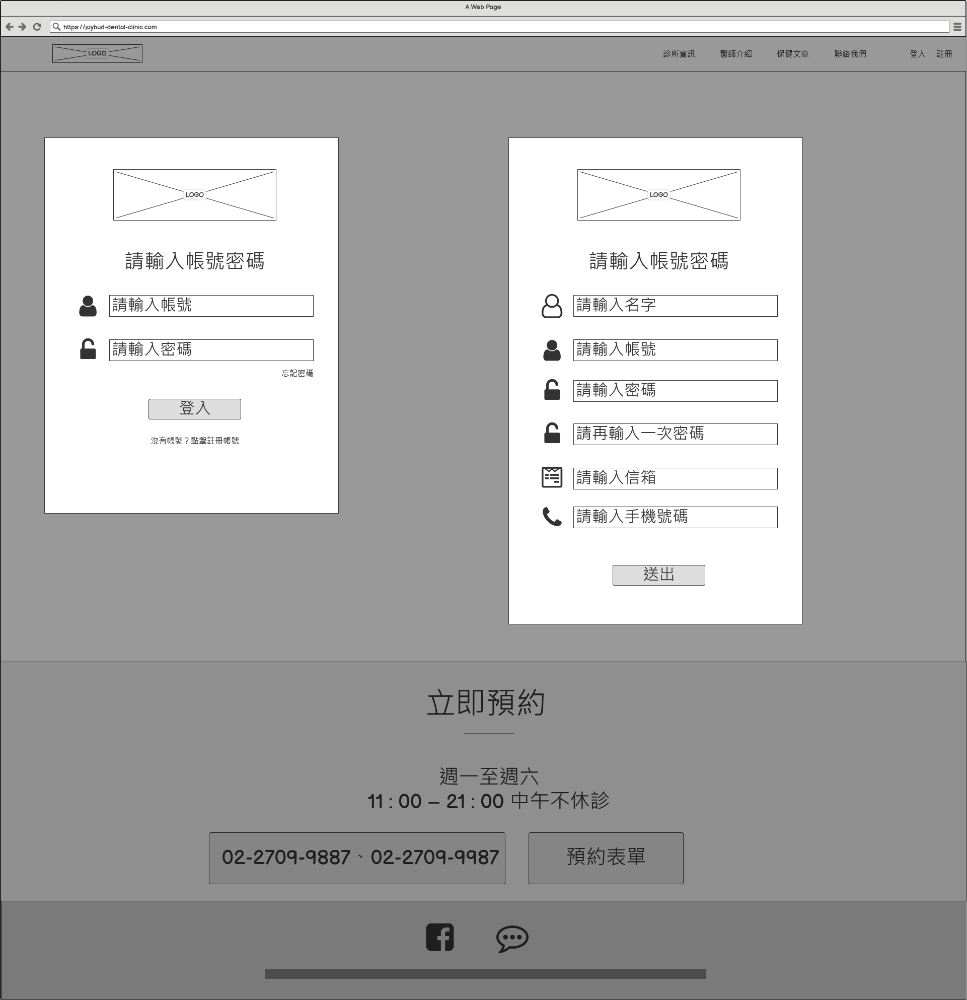 A Web Page
https://joybud-dental-clinic.com
LOGO
診所資訊 醫師介紹 保健文章 聯絡我們 登入 註冊
LOGO
請輸入帳號密碼
請輸入帳號
請輸入密碼
忘記密碼
登入
沒有帳號？點擊註冊帳號
LOGO
請輸入帳號密碼
請輸入名字
請輸入帳號
請輸入密碼
請再輸入一次密碼
請輸入信箱
請輸入手機號碼
送出
立即預約
週一至週六
11 : 00 – 21 : 00 中午不休診
02-2709-9887、02-2709-9987
預約表單